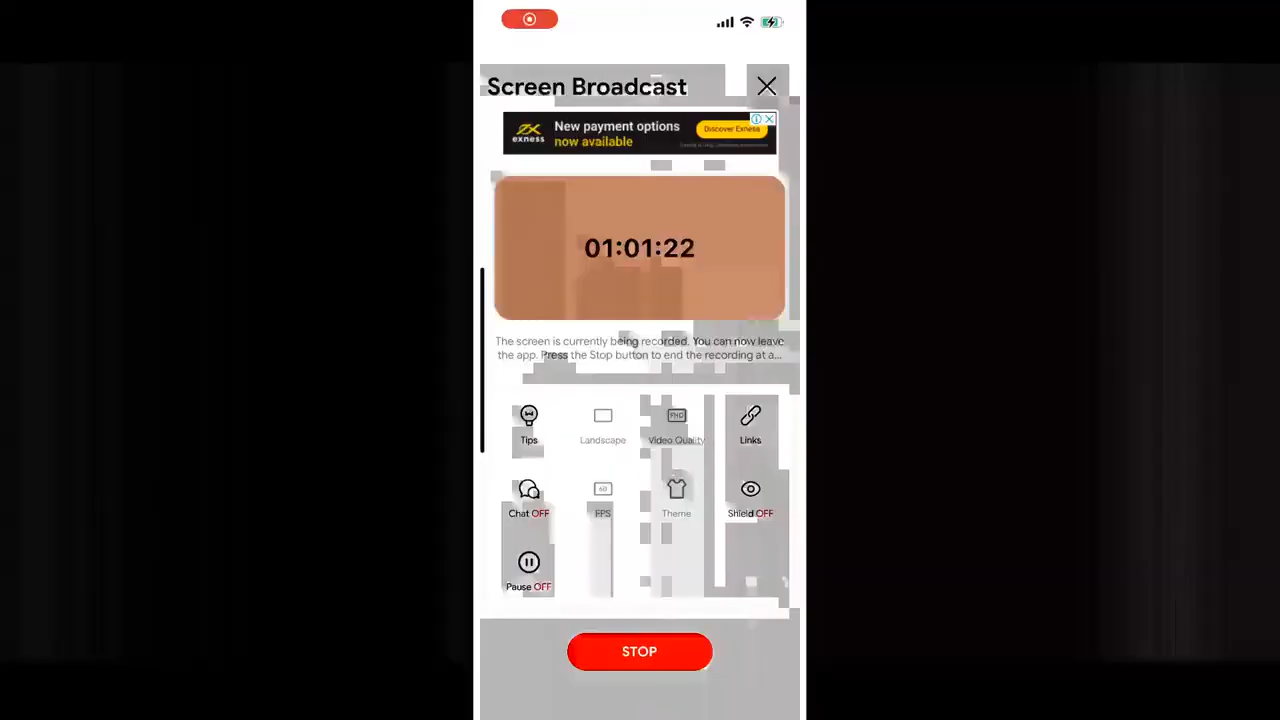 Screen Broadcast
exness
New payment options
now available
Discover Exness
01:01:22
The screen is currently being recorded. You can now leave
the app. Press the Stop button to end the recording at a...
Tips
Landscape
FHD
Video Quality
Links
Chat OFF
60
FPS
Theme
Shield OFF
Pause OFF
STOP